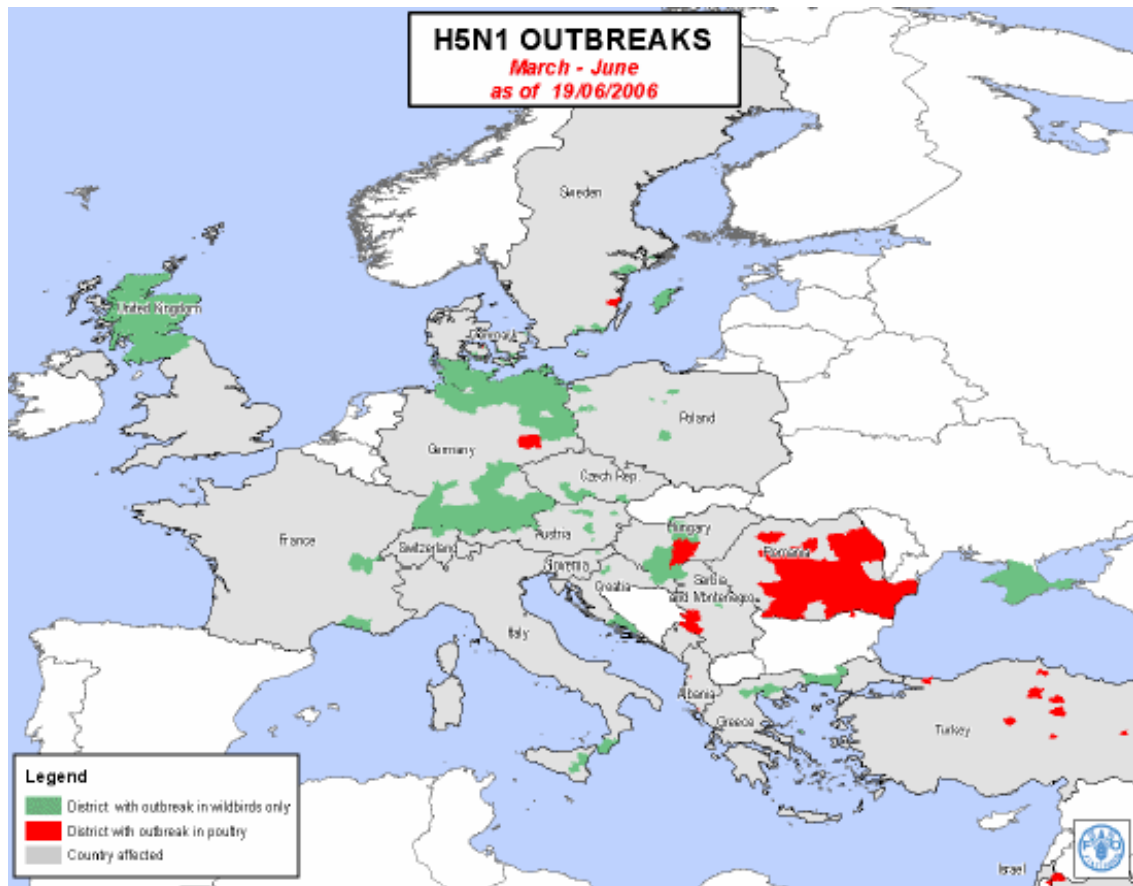 H5N1 OUTBREAKS
March - June
as of 19/06/2006
Sweden
United Kingdom
Denmark
Poland
Germany
Czech Rep.
France
Austria
Hungary
Switzerland
Romania
Slovenia
Croatia
Serbia
and Montenegro
Italy
Albania
Greece
Turkey
Israel
Legend
District with outbreak in wildbirds only
District with outbreak in poultry
Country affected